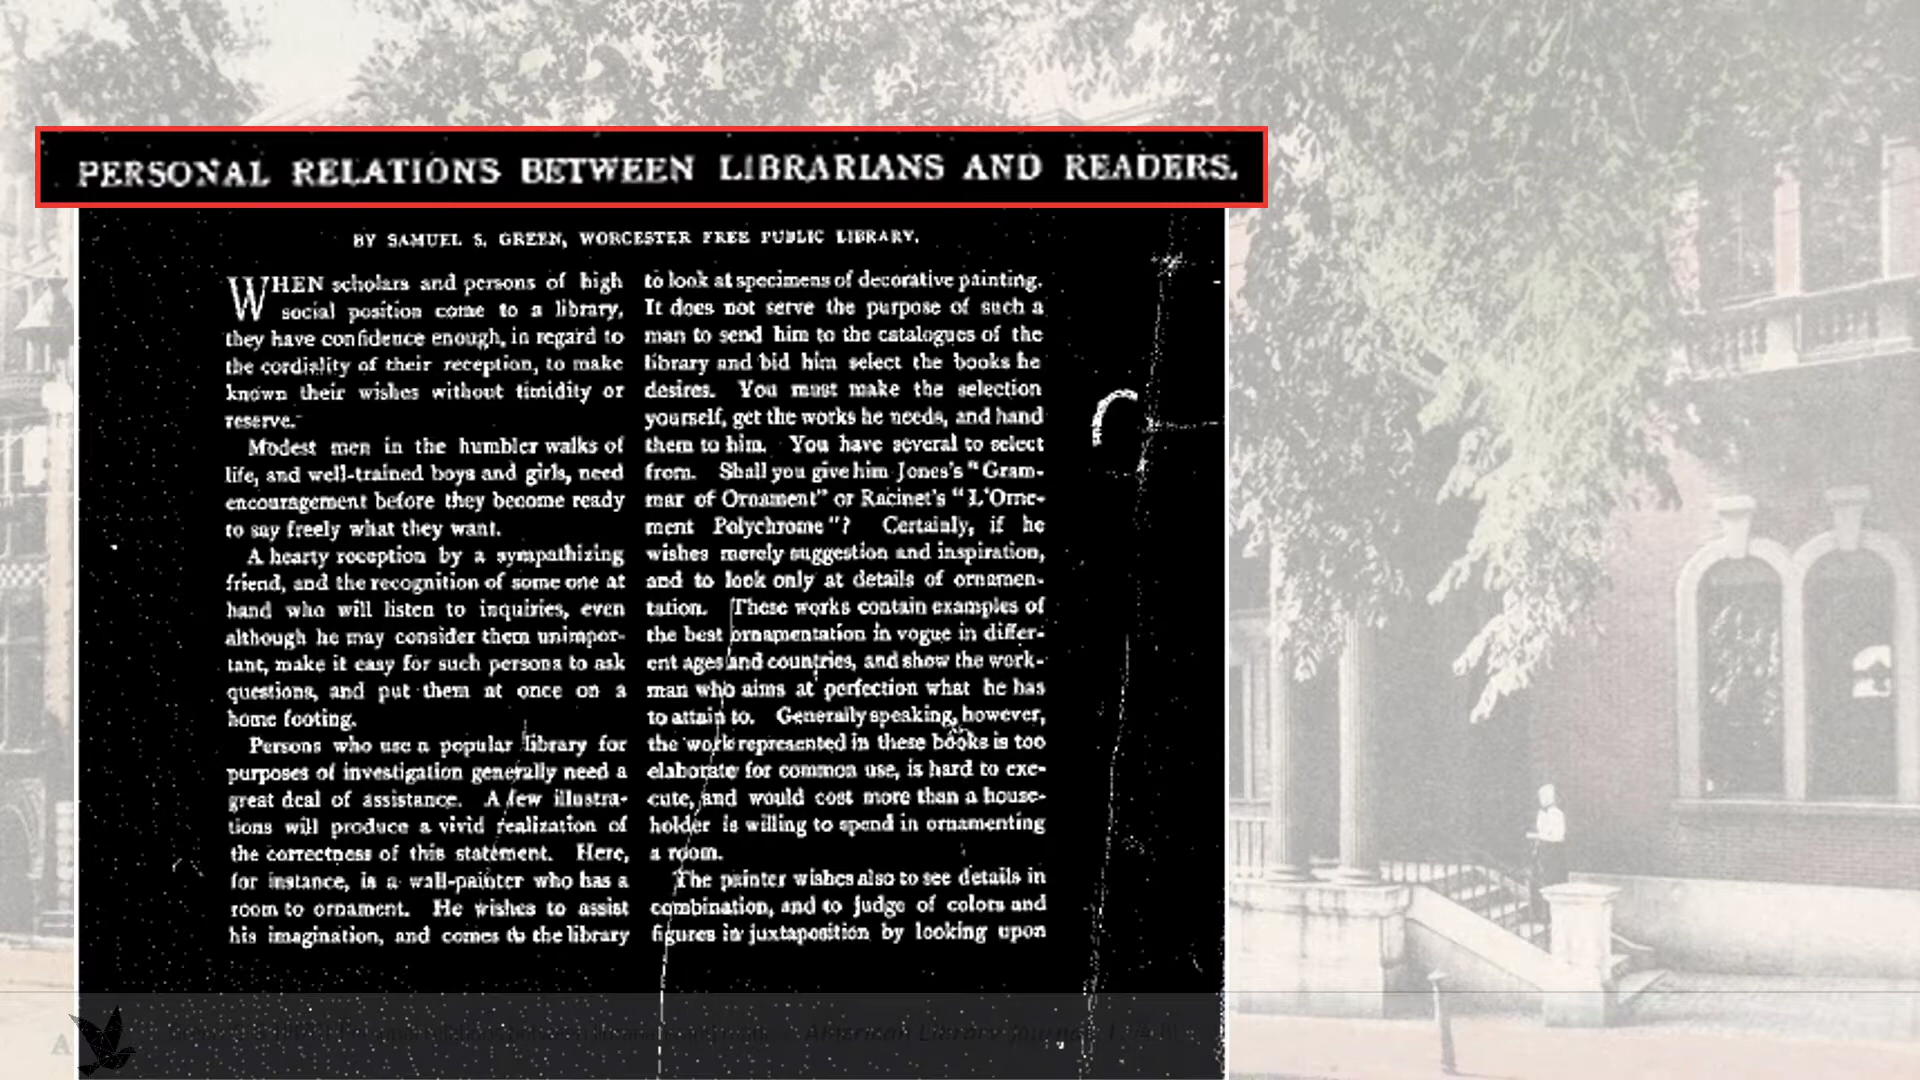 PERSONAL RELATIONS BETWEEN LIBRARIANS AND READERS.
BY SAMUEL S. GREEN, WORCESTER FREE PUBLIC LIBRARY.
WHEN scholars and persons of high
social position come to a library,
they have confidence enough, in regard to
the cordiality of their reception, to make
known their wishes without timidity or
reserve.
Modest men in the humbler walks of
life, and well-trained boys and girls, need
encouragement before they become ready
to say freely what they want.
A hearty reception by a sympathizing
friend, and the recognition of some one at
hand who will listen to inquiries, even
although he may consider them unimpor-
tant, make it easy for such persons to ask
questions, and put them at once on a
home footing.
Persons who use a popular library for
purposes of investigation generally need a
great deal of assistance. A few illustra-
tions will produce a vivid realization of
the correctness of this statement. Here,
for instance, is a wall-painter who has a
room to ornament. He wishes to assist
his imagination, and comes to the library
to look at specimens of decorative painting.
It does not serve the purpose of such a
man to send him to the catalogues of the
library and bid him select the books he
desires. You must make the selection
yourself, get the works he needs, and hand
them to him. You have several to select
from. Shall you give him Jones's "Gram-
mar of Ornament" or Racinet's "L'Orne-
ment Polychrome"? Certainly, if he
wishes merely suggestion and inspiration,
and to look only at details of ornamen-
tation. These works contain examples of
the best ornamentation in vogue in differ-
ent ages and countries, and show the work-
man who aims at perfection what he has
to attain to. Generally speaking, however,
the work represented in these books is too
elaborate for common use, is hard to exe-
cute, and would cost more than a house-
holder is willing to spend in ornamenting
a room.
The painter wishes also to see details in
combination, and to judge of colors and
figures in juxtaposition by looking upon
American Library Journal